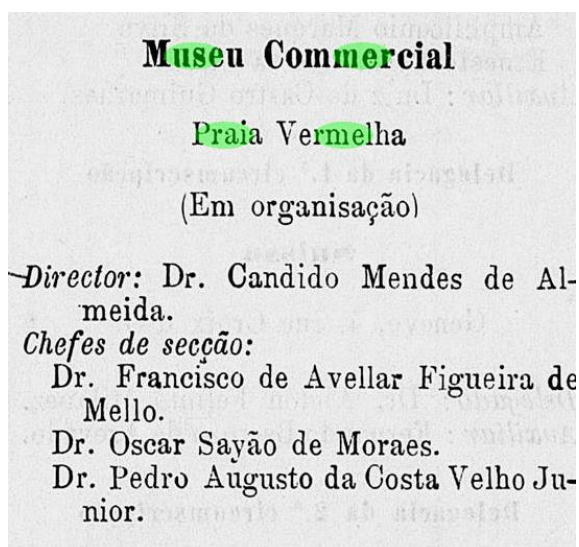 Museu Commercial
Praia Vermelha
(Em organisação)
Director: Dr. Candido Mendes de Al-
meida.
Chefes de secção:
Dr. Francisco de Avellar Figueira de
Mello.
Dr. Oscar Sayão de Moraes.
Dr. Pedro Augusto da Costa Velho Ju-
nior.